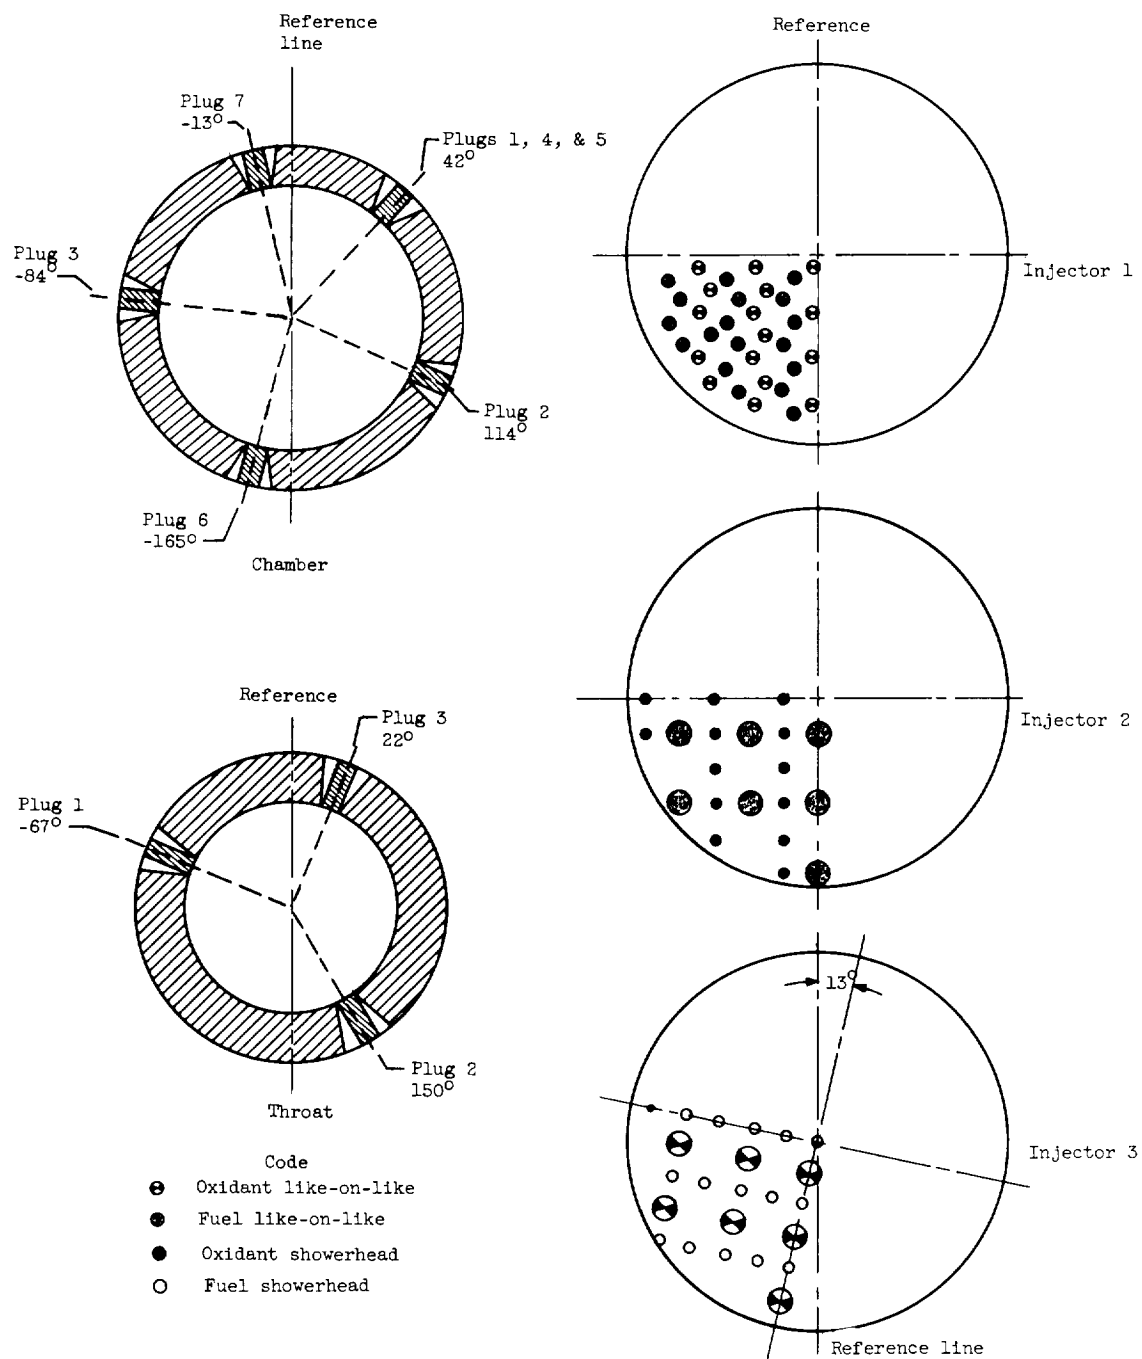 Reference
line
Plug 7
-13°
Plugs 1, 4, & 5
42°
Plug 3
-84°
Plug 2
114°
Plug 6
-165°
Chamber
Reference
Plug 3
22°
Plug 1
-67°
Plug 2
150°
Throat
Code
Oxidant like-on-like
Fuel like-on-like
Oxidant showerhead
Fuel showerhead
Reference
Injector 1
Injector 2
13°
Injector 3
Reference line